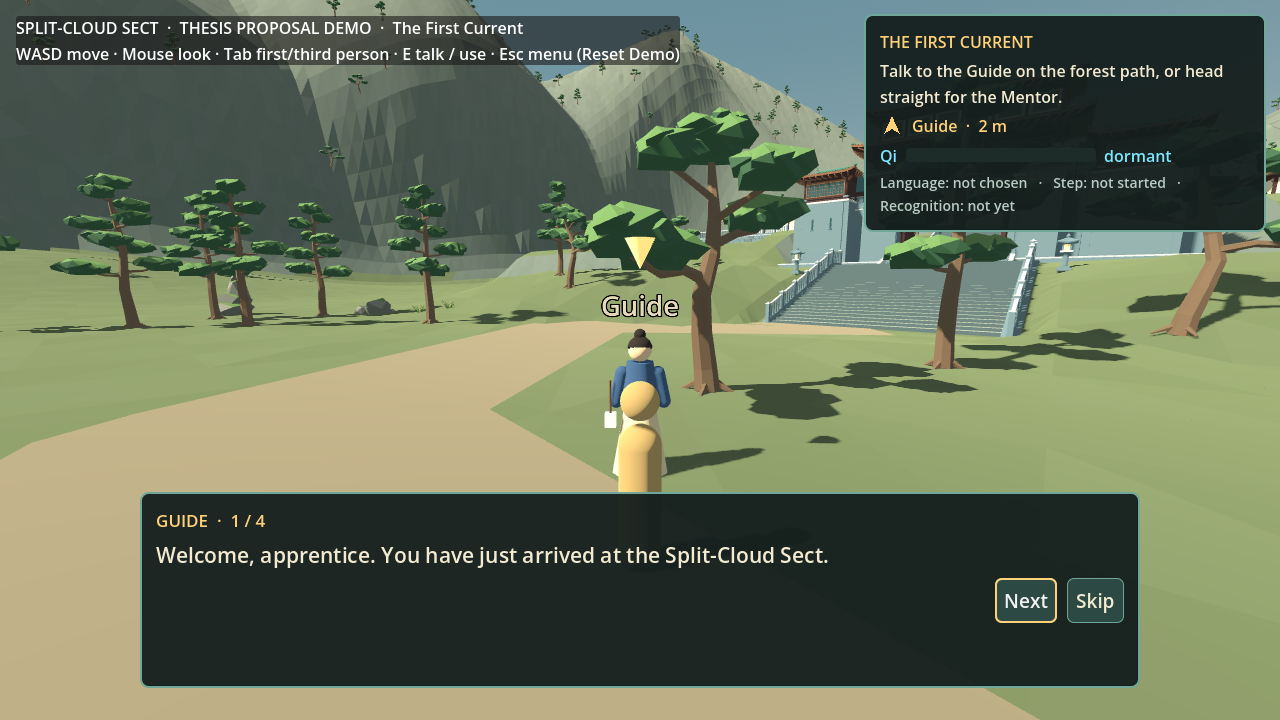 SPLIT-CLOUD SECT · THESIS PROPOSAL DEMO · The First Current
WASD move · Mouse look · Tab first/third person · E talk / use · Esc menu (Reset Demo)
THE FIRST CURRENT
Talk to the Guide on the forest path, or head
straight for the Mentor.
Guide · 2 m
Qi dormant
Language: not chosen · Step: not started ·
Recognition: not yet
Guide
GUIDE · 1 / 4
Welcome, apprentice. You have just arrived at the Split-Cloud Sect.
Next Skip